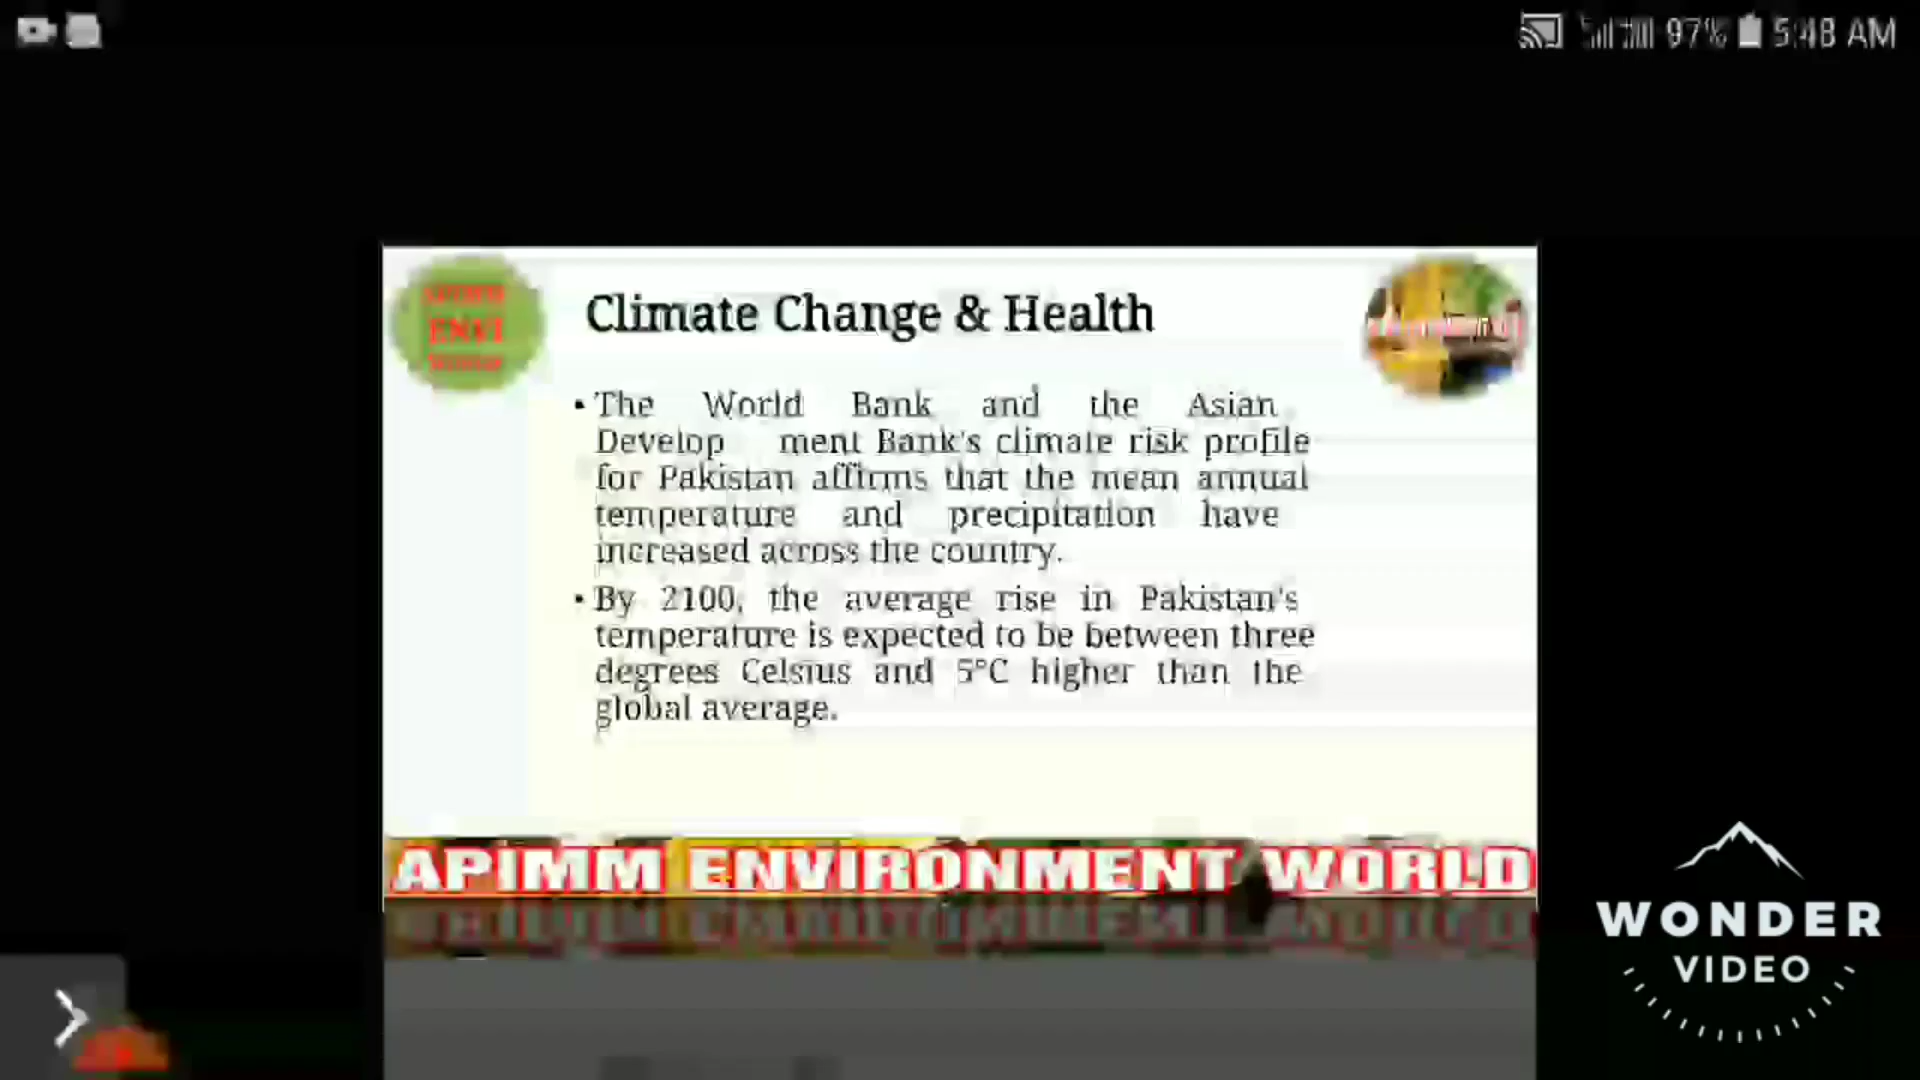 97% 5:48 AM
Climate Change & Health
ENVI
• The World Bank and the Asian
Develop ment Bank's climate risk profile
for Pakistan affirms that the mean annual
temperature and precipitation have
increased across the country.
• By 2100, the average rise in Pakistan's
temperature is expected to be between three
degrees Celsius and 5°C higher than the
global average.
APIMM ENVIRONMENT WORLD
WONDER
VIDEO